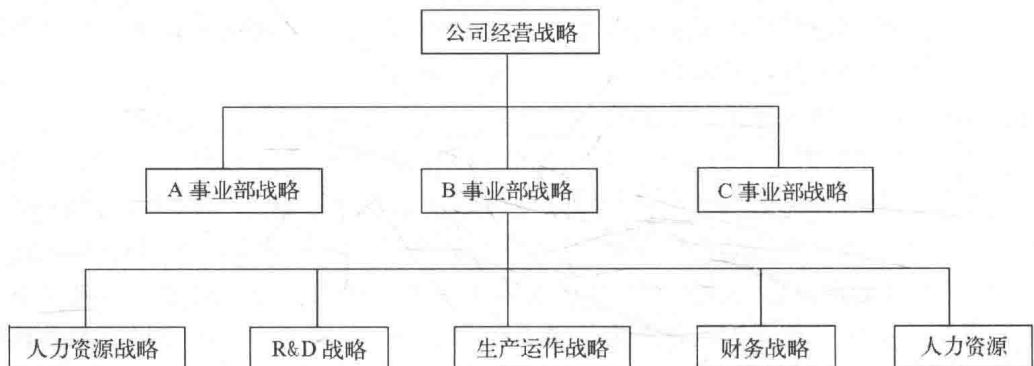 公司经营战略
A 事业部战略
B 事业部战略
C 事业部战略
人力资源战略
R&D 战略
生产运作战略
财务战略
人力资源